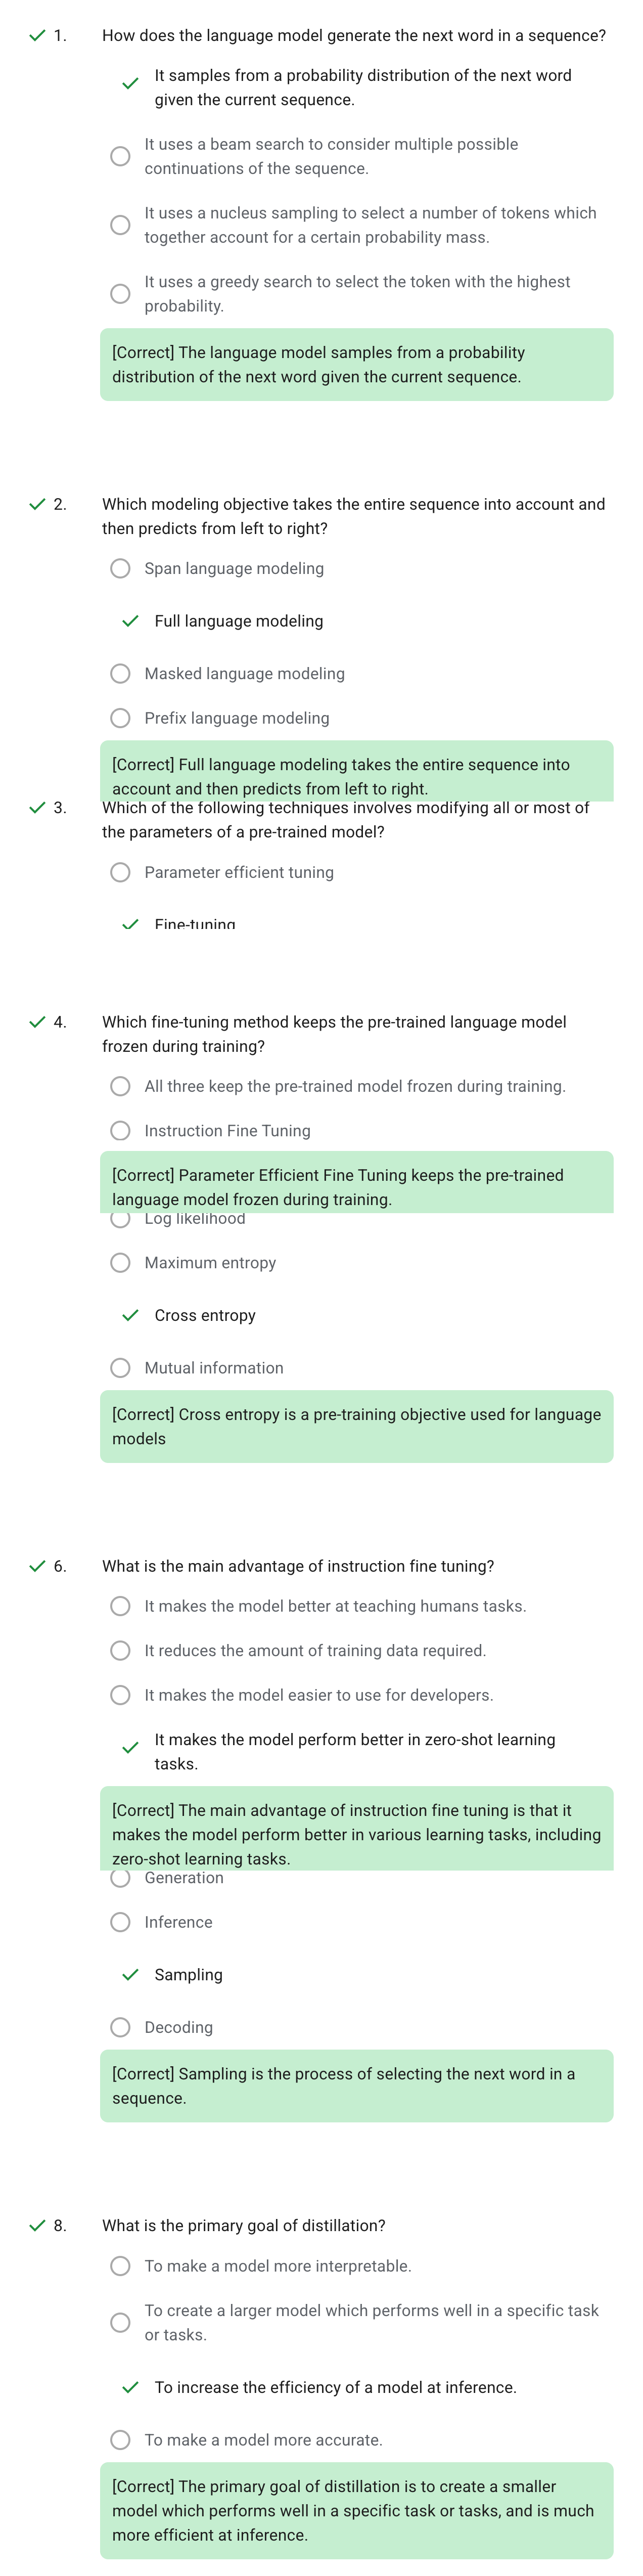 1. How does the language model generate the next word in a sequence?
It samples from a probability distribution of the next word
given the current sequence.
It uses a beam search to consider multiple possible
continuations of the sequence.
It uses a nucleus sampling to select a number of tokens which
together account for a certain probability mass.
It uses a greedy search to select the token with the highest
probability.
[Correct] The language model samples from a probability
distribution of the next word given the current sequence.
2. Which modeling objective takes the entire sequence into account and
then predicts from left to right?
Span language modeling
Full language modeling
Masked language modeling
Prefix language modeling
[Correct] Full language modeling takes the entire sequence into
account and then predicts from left to right.
3. Which of the following techniques involves modifying all or most of
the parameters of a pre-trained model?
Parameter efficient tuning
Fine-tuning
4. Which fine-tuning method keeps the pre-trained language model
frozen during training?
All three keep the pre-trained model frozen during training.
Instruction Fine Tuning
[Correct] Parameter Efficient Fine Tuning keeps the pre-trained
language model frozen during training.
Log likelihood
Maximum entropy
Cross entropy
Mutual information
[Correct] Cross entropy is a pre-training objective used for language
models
6. What is the main advantage of instruction fine tuning?
It makes the model better at teaching humans tasks.
It reduces the amount of training data required.
It makes the model easier to use for developers.
It makes the model perform better in zero-shot learning
tasks.
[Correct] The main advantage of instruction fine tuning is that it
makes the model perform better in various learning tasks, including
zero-shot learning tasks.
Generation
Inference
Sampling
Decoding
[Correct] Sampling is the process of selecting the next word in a
sequence.
8. What is the primary goal of distillation?
To make a model more interpretable.
To create a larger model which performs well in a specific task
or tasks.
To increase the efficiency of a model at inference.
To make a model more accurate.
[Correct] The primary goal of distillation is to create a smaller
model which performs well in a specific task or tasks, and is much
more efficient at inference.